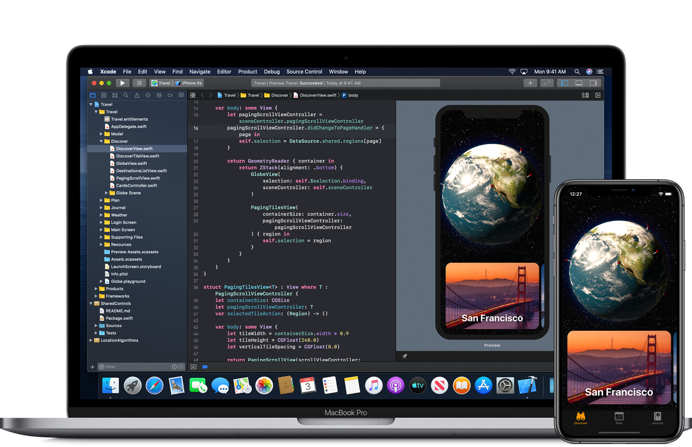 Xcode File Edit View Find Navigate Editor Product Debug Source Control Window Help
Mon 9:41 AM
Travel iPhone Xs
Travel | Preview Travel: Succeeded | Today at 9:41 AM
Travel Travel Discover DiscoverView.swift body
Travel
Travel
Travel.entitlements
AppDelegate.swift
Model
Discover
DiscoverView.swift
DiscoverTileView.swift
GlobeView.swift
DestinationListView.swift
PagingScrollView.swift
CardsController.swift
Globe Scene
Plan
Journal
Weather
Login Screen
Main Screen
Supporting Files
Resources
Preview Assets.xcassets
Assets.xcassets
LaunchScreen.storyboard
Info.plist
Globe.playground
Products
Frameworks
SharedControls
README.md
Package.swift
Sources
Tests
LocationAlgorithms
Filter
var body: some View {
let pagingScrollViewController =
sceneController.pagingScrollViewController
16 pagingScrollViewController.didChangeToPageHandler = {
page in
self.selection = DataSource.shared.regions[page]
}
return GeometryReader { container in
return ZStack(alignment: .bottom) {
GlobeView(
selection: self.$selection.binding,
sceneController: self.sceneController
)
PagingTilesView(
containerSize: container.size,
pagingScrollViewController:
pagingScrollViewController
) { region in
self.selection = region
}
}
}
}
}
struct PagingTilesView<T> : View where T :
PagingScrollViewController {
let containerSize: CGSize
let pagingScrollViewController: T
var selectedTileAction: (Region) -> ()
var body: some View {
let tileWidth = containerSize.width * 0.9
let tileHeight = CGFloat(240.0)
let verticalTileSpacing = CGFloat(8.0)
return PagingScrollView(scrollViewController:
San Francisco
Preview
MacBook Pro
12:27
San Francisco
Discover Plan Journal